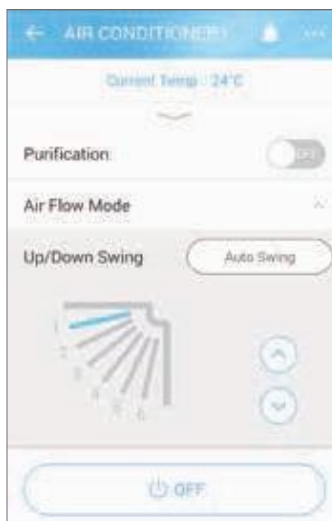 ← AIR CONDITIONER1
Current Temp : 24°C
Purification OFF
Air Flow Mode
Up/Down Swing Auto Swing
1
2
3
4
5
6
OFF